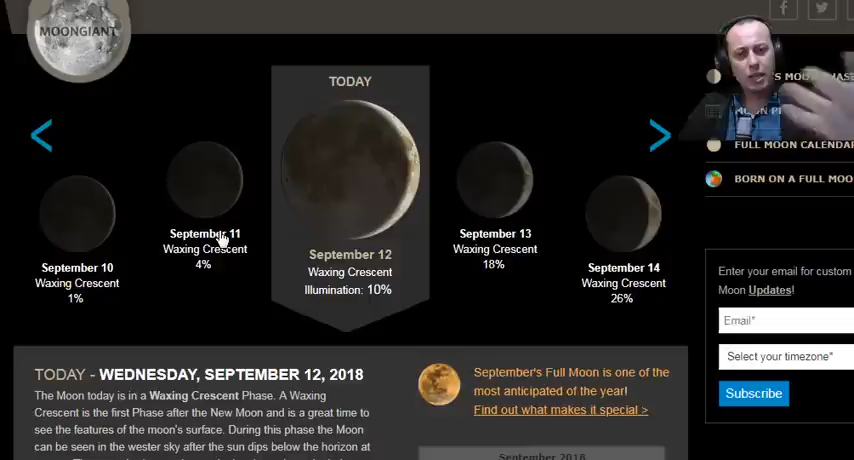 MOONGIANT
TODAY
September 10
Waxing Crescent
1%
September 11
Waxing Crescent
4%
September 12
Waxing Crescent
Illumination: 10%
September 13
Waxing Crescent
18%
September 14
Waxing Crescent
26%
FULL MOON CALENDAR
BORN ON A FULL MOO
TODAY - WEDNESDAY, SEPTEMBER 12, 2018
The Moon today is in a Waxing Crescent Phase. A Waxing
Crescent is the first Phase after the New Moon and is a great time to
see the features of the moon's surface. During this phase the Moon
can be seen in the wester sky after the sun dips below the horizon at
September's Full Moon is one of the
most anticipated of the year!
Find out what makes it special >
September 2018
Enter your email for custom
Moon Updates!
Email*
Select your timezone*
Subscribe